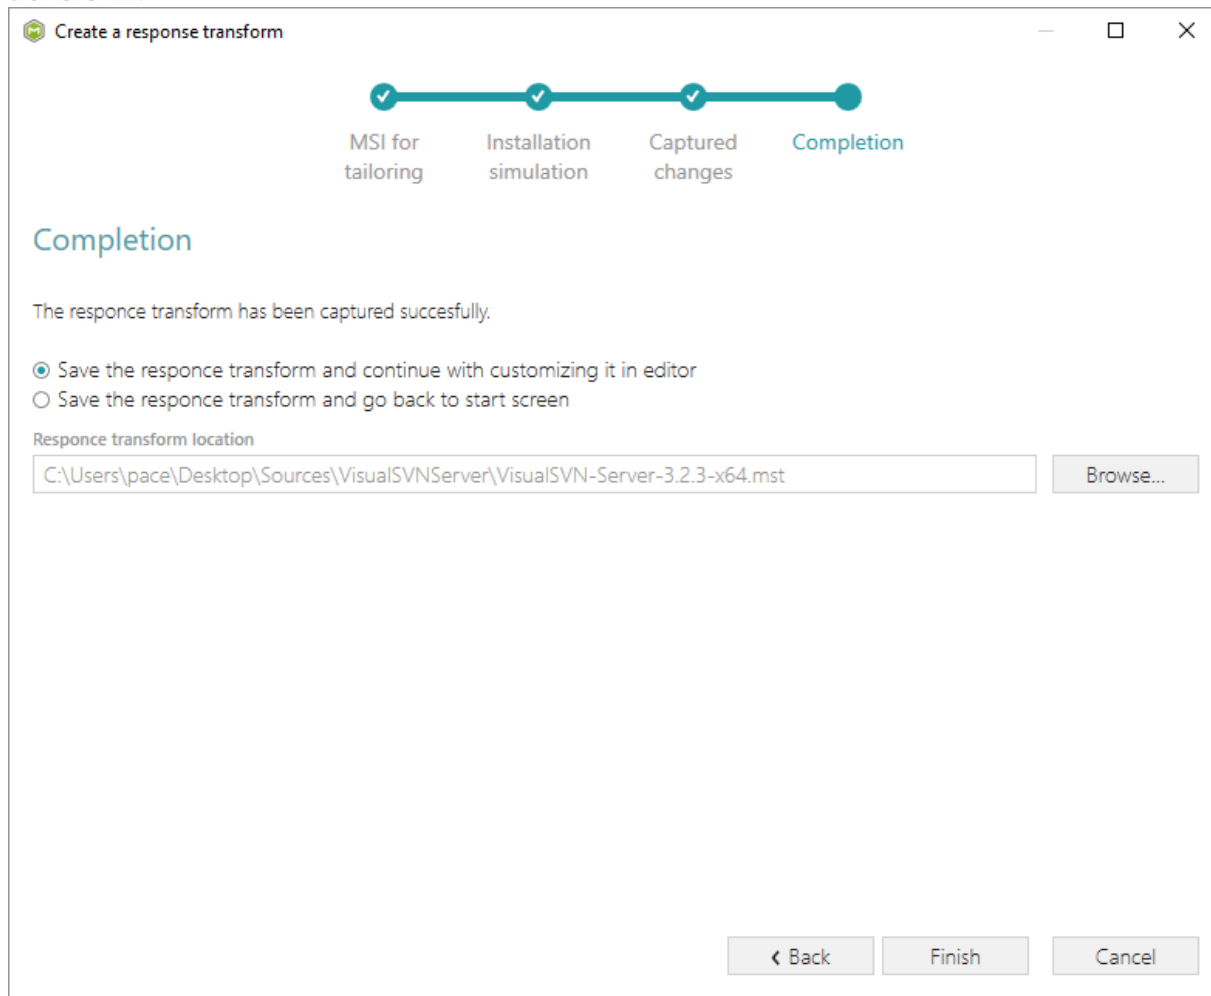 Create a response transform
MSI for
tailoring
Installation
simulation
Captured
changes
Completion
Completion
The responce transform has been captured succesfully.
Save the responce transform and continue with customizing it in editor
Save the responce transform and go back to start screen
Responce transform location
C:\Users\pace\Desktop\Sources\VisualSVNServer\VisualSVN-Server-3.2.3-x64.mst
Browse...
Back
Finish
Cancel